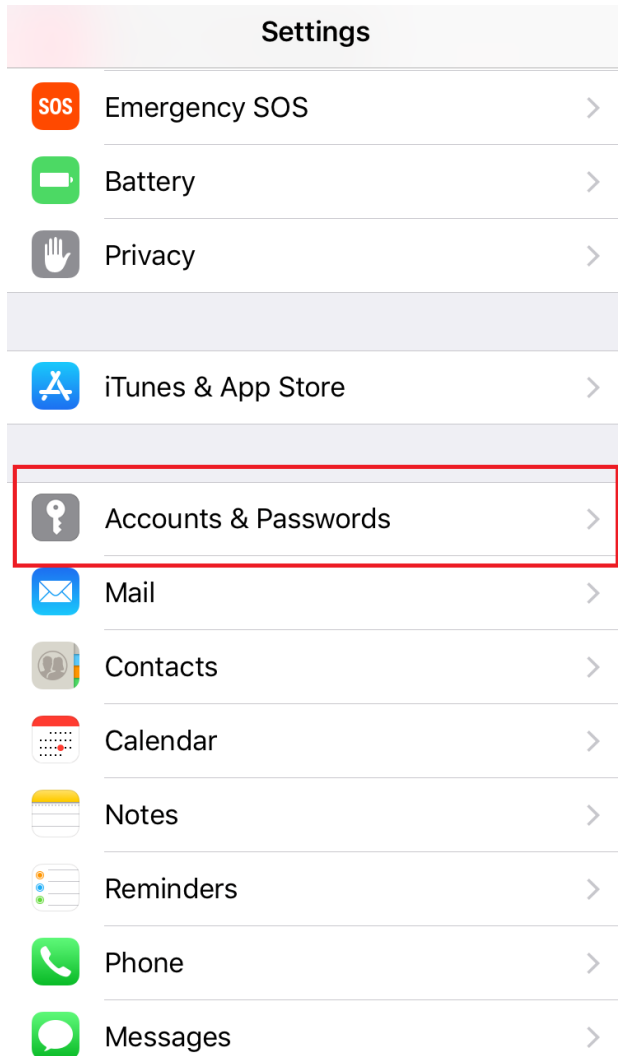 Settings
SOS Emergency SOS
Battery
Privacy
iTunes & App Store
Accounts & Passwords
Mail
Contacts
Calendar
Notes
Reminders
Phone
Messages